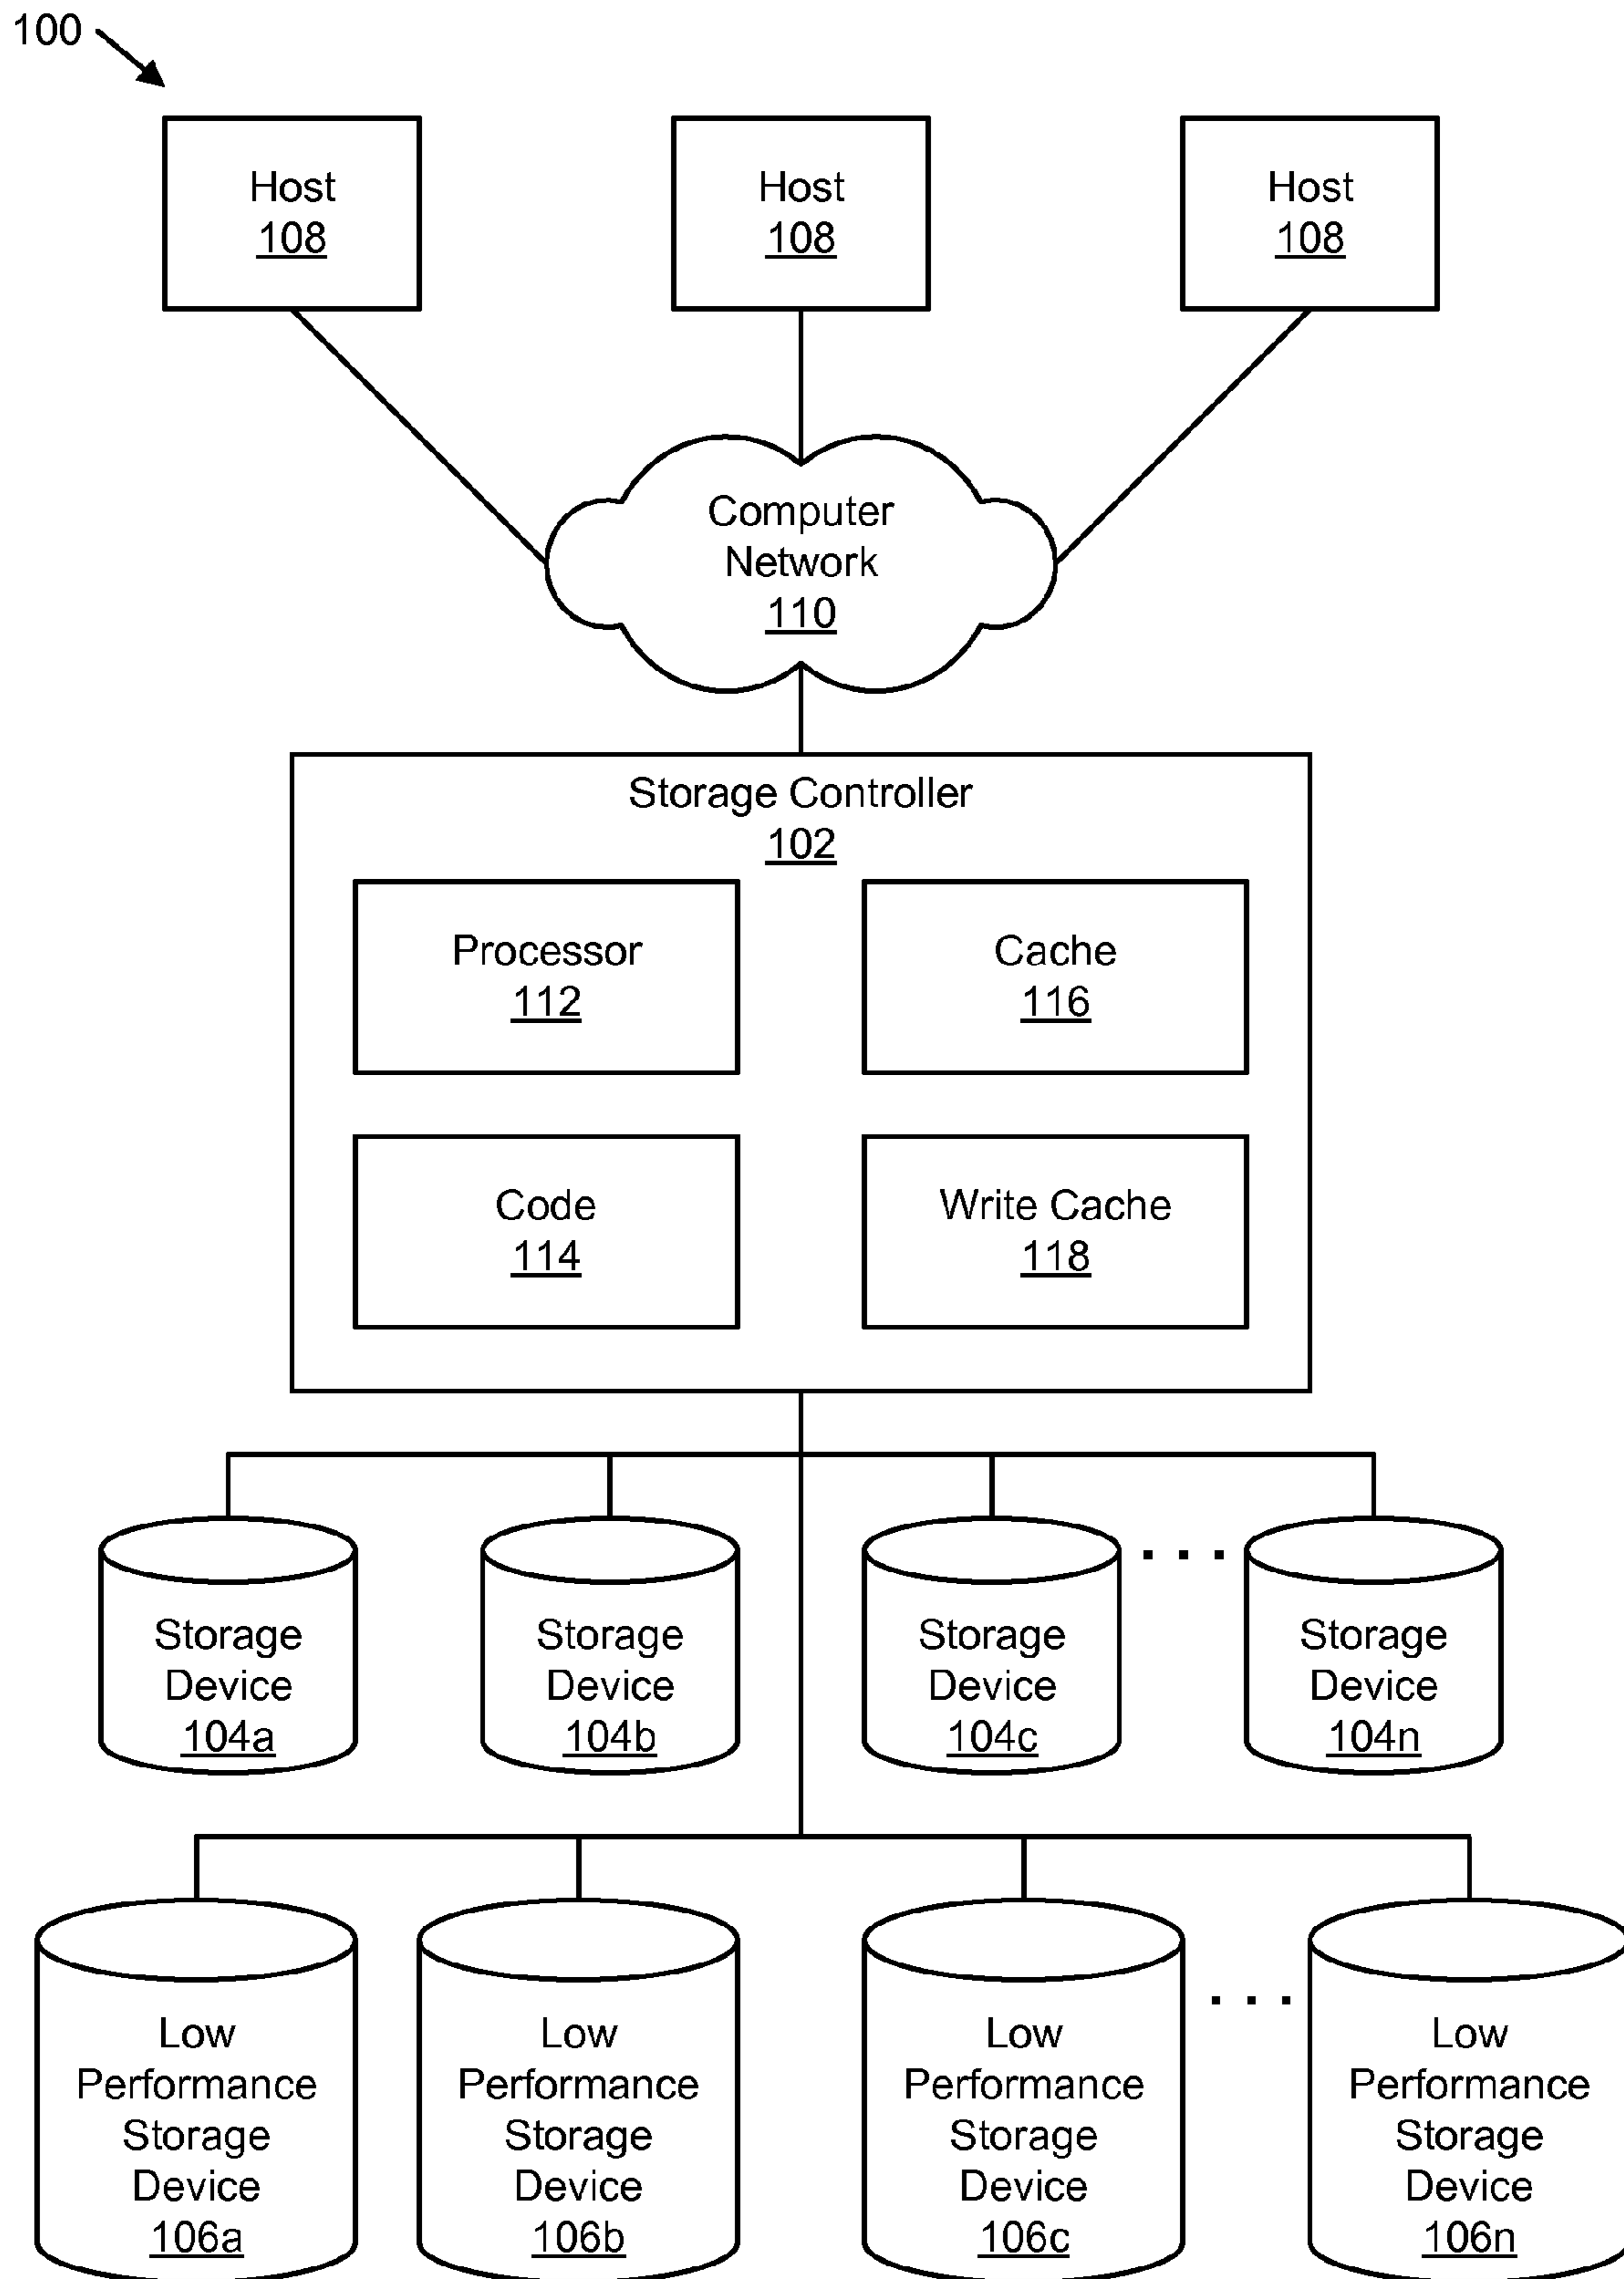 100
Host
108
Host
108
Host
108
Computer
Network
110
Storage Controller
102
Processor
112
Cache
116
Code
114
Write Cache
118
Storage
Device
104a
Storage
Device
104b
Storage
Device
104c
. . .
Storage
Device
104n
Low
Performance
Storage
Device
106a
Low
Performance
Storage
Device
106b
Low
Performance
Storage
Device
106c
. . .
Low
Performance
Storage
Device
106n